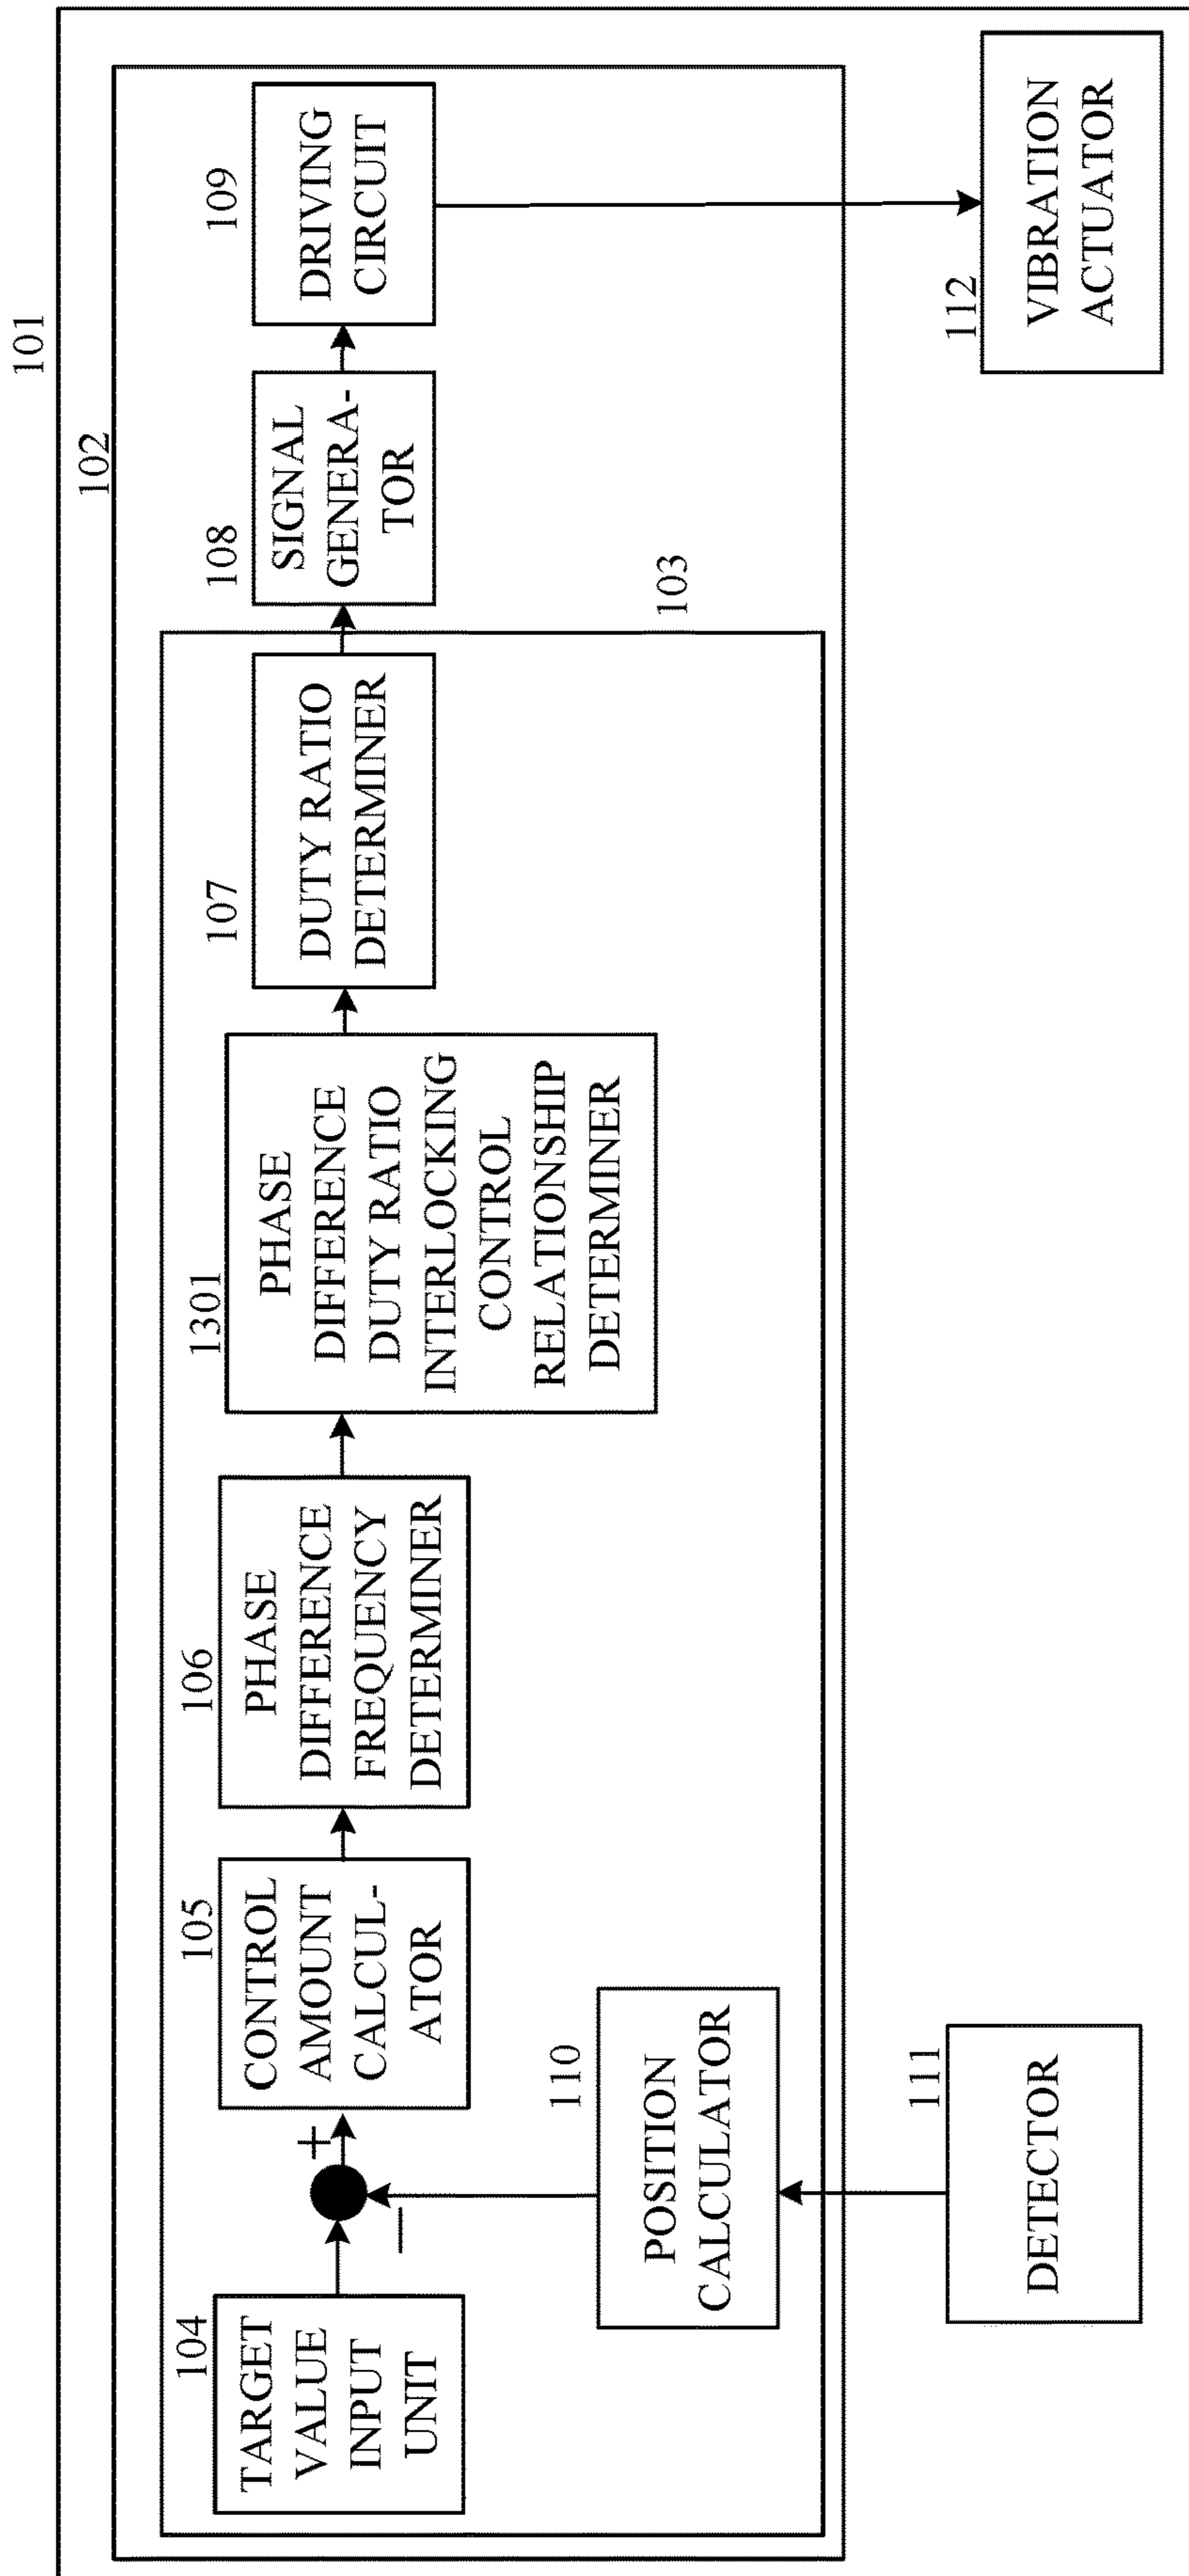 101
102
103
104
TARGET
VALUE
INPUT
UNIT
+
−
105
CONTROL
AMOUNT
CALCUL-
ATOR
106
PHASE
DIFFERENCE
FREQUENCY
DETERMINER
1301
PHASE
DIFFERENCE
DUTY RATIO
INTERLOCKING
CONTROL
RELATIONSHIP
DETERMINER
107
DUTY RATIO
DETERMINER
108
SIGNAL
GENERA-
TOR
109
DRIVING
CIRCUIT
110
POSITION
CALCULATOR
111
DETECTOR
112
VIBRATION
ACTUATOR